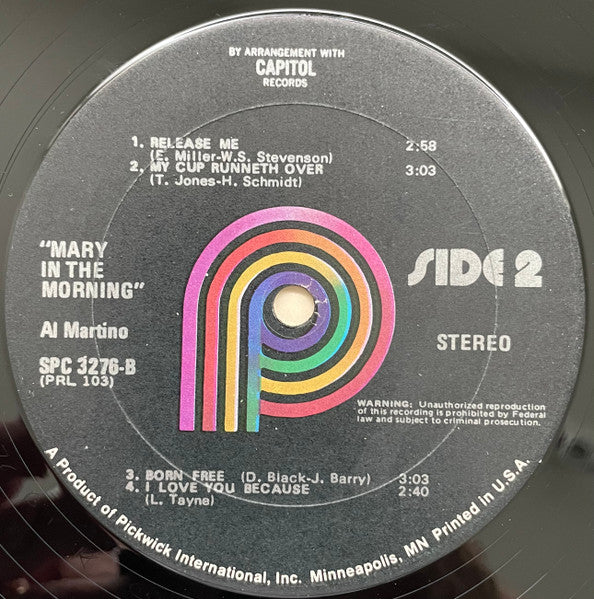 BY ARRANGEMENT WITH
CAPITOL
RECORDS
1. RELEASE ME 2:58
(E. Miller-W.S. Stevenson)
2. MY CUP RUNNETH OVER 3:03
(T. Jones-H. Schmidt)
"MARY
IN THE
MORNING"
Al Martino
SPC 3276-B
(PRL 103)
SIDE 2
STEREO
WARNING: Unauthorized reproduction
of this recording is prohibited by Federal
law and subject to criminal prosecution.
3. BORN FREE (D. Black-J. Barry) 3:03
4. I LOVE YOU BECAUSE 2:40
(L. Tayne)
A Product of Pickwick International, Inc. Minneapolis, MN Printed in U.S.A.